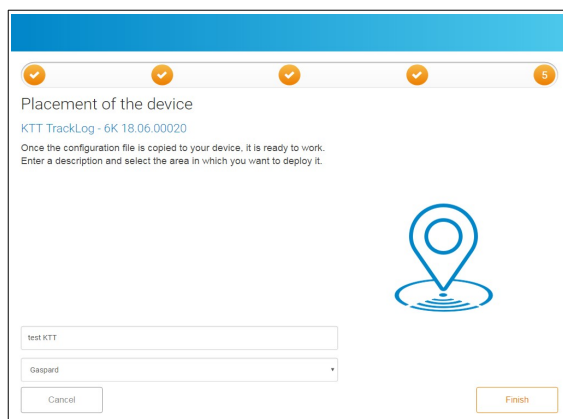 5
Placement of the device
KTT TrackLog - 6K 18.06.00020
Once the configuration file is copied to your device, it is ready to work.
Enter a description and select the area in which you want to deploy it.
test KTT
Gaspard
Cancel
Finish